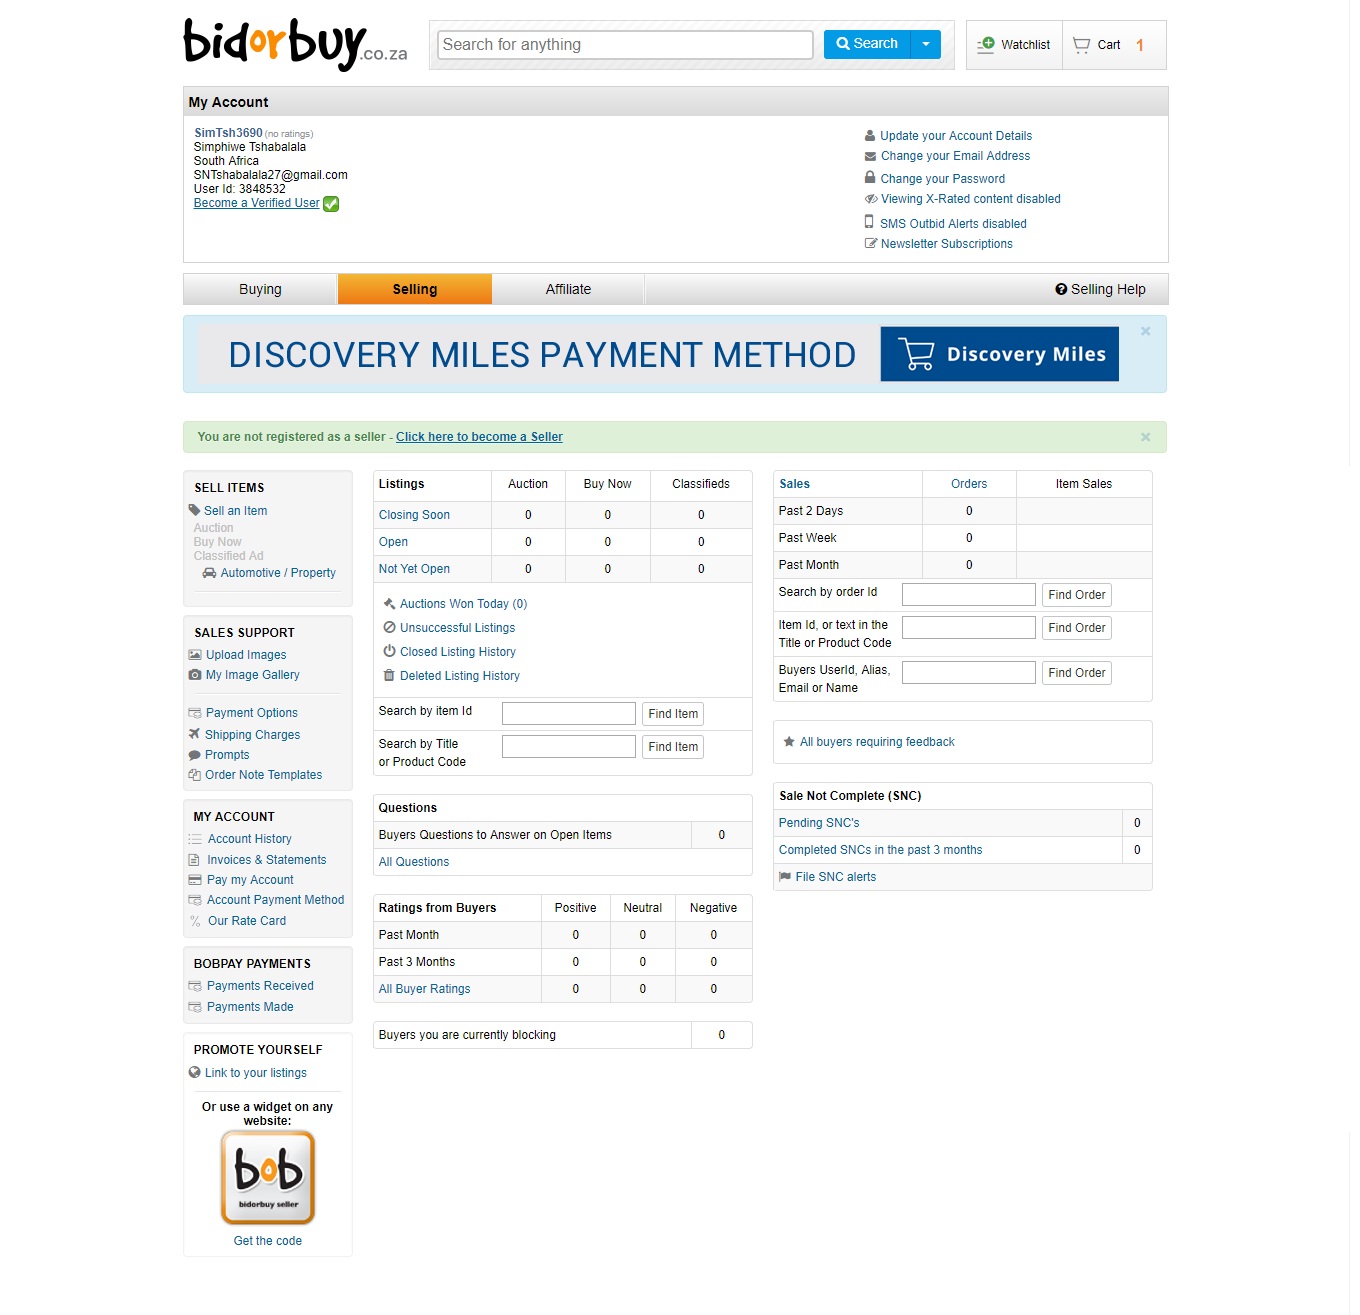 bidorbuy.co.za
Search for anything
Search
Watchlist
Cart 1
My Account
SimTsh3690 (no ratings)
Simphiwe Tshabalala
South Africa
SNTshabalala27@gmail.com
User Id: 3848532
Become a Verified User
Update your Account Details
Change your Email Address
Change your Password
Viewing X-Rated content disabled
SMS Outbid Alerts disabled
Newsletter Subscriptions
Buying Selling Affiliate Selling Help
DISCOVERY MILES PAYMENT METHOD Discovery Miles ×
You are not registered as a seller - Click here to become a Seller ×
SELL ITEMS
Sell an Item
Auction
Buy Now
Classified Ad
Automotive / Property
SALES SUPPORT
Upload Images
My Image Gallery
Payment Options
Shipping Charges
Prompts
Order Note Templates
MY ACCOUNT
Account History
Invoices & Statements
Pay my Account
Account Payment Method
% Our Rate Card
BOBPAY PAYMENTS
Payments Received
Payments Made
PROMOTE YOURSELF
Link to your listings
Or use a widget on any
website:
bob
bidorbuy seller
Get the code
Listings Auction Buy Now Classifieds
Closing Soon 0 0 0
Open 0 0 0
Not Yet Open 0 0 0
Auctions Won Today (0)
Unsuccessful Listings
Closed Listing History
Deleted Listing History
Search by item Id Find Item
Search by Title
or Product Code Find Item
Questions
Buyers Questions to Answer on Open Items 0
All Questions
Ratings from Buyers Positive Neutral Negative
Past Month 0 0 0
Past 3 Months 0 0 0
All Buyer Ratings 0 0 0
Buyers you are currently blocking 0
Sales Orders Item Sales
Past 2 Days 0
Past Week 0
Past Month 0
Search by order Id Find Order
Item Id, or text in the
Title or Product Code Find Order
Buyers UserId, Alias,
Email or Name Find Order
All buyers requiring feedback
Sale Not Complete (SNC)
Pending SNC's 0
Completed SNCs in the past 3 months 0
File SNC alerts